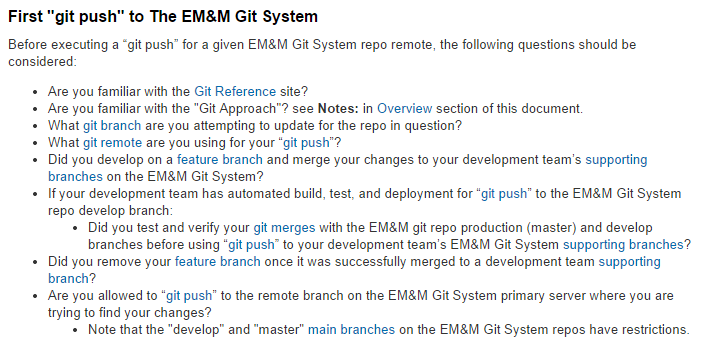 First "git push" to The EM&M Git System
Before executing a “git push” for a given EM&M Git System repo remote, the following questions should be
considered:
• Are you familiar with the Git Reference site?
• Are you familiar with the "Git Approach"? see Notes: in Overview section of this document.
• What git branch are you attempting to update for the repo in question?
• What git remote are you using for your “git push”?
• Did you develop on a feature branch and merge your changes to your development team’s supporting
branches on the EM&M Git System?
• If your development team has automated build, test, and deployment for “git push” to the EM&M Git System
repo develop branch:
• Did you test and verify your git merges with the EM&M git repo production (master) and develop
branches before using “git push” to your development team’s EM&M Git System supporting branches?
• Did you remove your feature branch once it was successfully merged to a development team supporting
branch?
• Are you allowed to “git push” to the remote branch on the EM&M Git System primary server where you are
trying to find your changes?
• Note that the "develop" and "master" main branches on the EM&M Git System repos have restrictions.